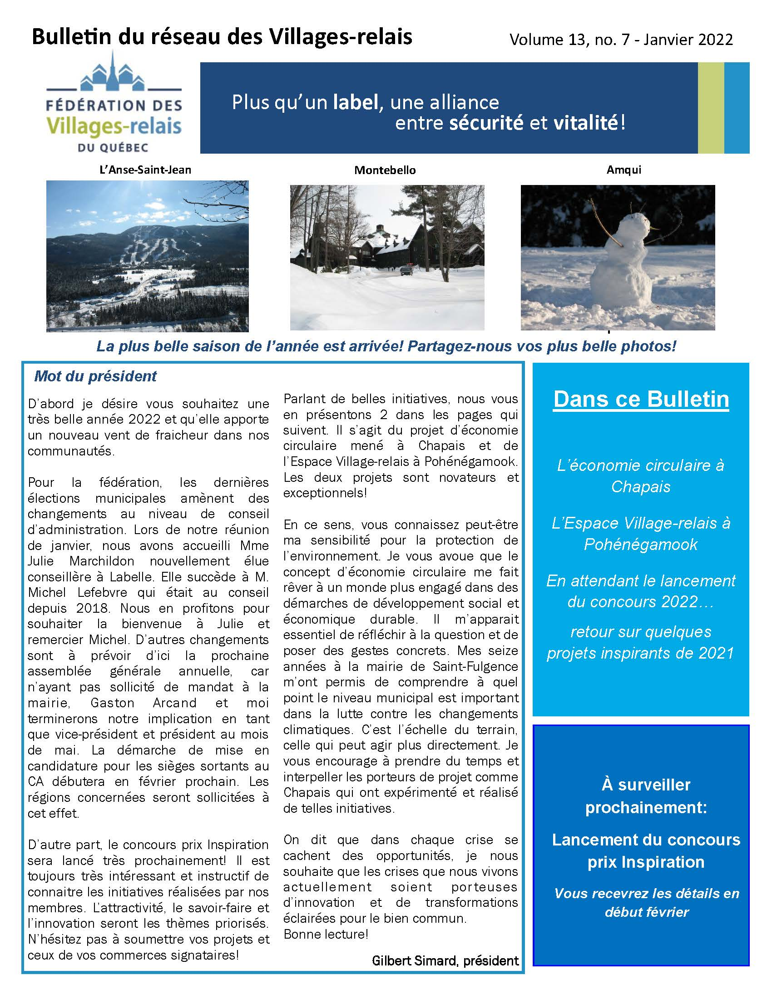 Bulletin du réseau des Villages-relais
Volume 13, no. 7 - Janvier 2022
FÉDÉRATION DES
Villages-relais
DU QUÉBEC
Plus qu'un label, une alliance
entre sécurité et vitalité!
L'Anse-Saint-Jean
Montebello
Amqui
La plus belle saison de l'année est arrivée! Partagez-nous vos plus belle photos!
Mot du président
D'abord je désire vous souhaitez une
très belle année 2022 et qu'elle apporte
un nouveau vent de fraicheur dans nos
communautés.
Pour la fédération, les dernières
élections municipales amènent des
changements au niveau de conseil
d'administration. Lors de notre réunion
de janvier, nous avons accueilli Mme
Julie Marchildon nouvellement élue
conseillère à Labelle. Elle succède à M.
Michel Lefebvre qui était au conseil
depuis 2018. Nous en profitons pour
souhaiter la bienvenue à Julie et
remercier Michel. D'autres changements
sont à prévoir d'ici la prochaine
assemblée générale annuelle, car
n'ayant pas sollicité de mandat à la
mairie, Gaston Arcand et moi
terminerons notre implication en tant
que vice-président et président au mois
de mai. La démarche de mise en
candidature pour les sièges sortants au
CA débutera en février prochain. Les
régions concernées seront sollicitées à
cet effet.
D'autre part, le concours prix Inspiration
sera lancé très prochainement! Il est
toujours très intéressant et instructif de
connaitre les initiatives réalisées par nos
membres. L'attractivité, le savoir-faire et
l'innovation seront les thèmes priorisés.
N'hésitez pas à soumettre vos projets et
ceux de vos commerces signataires!
Parlant de belles initiatives, nous vous
en présentons 2 dans les pages qui
suivent. Il s'agit du projet d'économie
circulaire mené à Chapais et de
l'Espace Village-relais à Pohénégamook.
Les deux projets sont novateurs et
exceptionnels!
En ce sens, vous connaissez peut-être
ma sensibilité pour la protection de
l'environnement. Je vous avoue que le
concept d'économie circulaire me fait
rêver à un monde plus engagé dans des
démarches de développement social et
économique durable. Il m'apparait
essentiel de réfléchir à la question et de
poser des gestes concrets. Mes seize
années à la mairie de Saint-Fulgence
m'ont permis de comprendre à quel
point le niveau municipal est important
dans la lutte contre les changements
climatiques. C'est l'échelle du terrain,
celle qui peut agir plus directement. Je
vous encourage à prendre du temps et
interpeller les porteurs de projet comme
Chapais qui ont expérimenté et réalisé
de telles initiatives.
On dit que dans chaque crise se
cachent des opportunités, je nous
souhaite que les crises que nous vivons
actuellement soient porteuses
d'innovation et de transformations
éclairées pour le bien commun.
Bonne lecture!
Gilbert Simard, président
Dans ce Bulletin
L'économie circulaire à
Chapais
L'Espace Village-relais à
Pohénégamook
En attendant le lancement
du concours 2022…
retour sur quelques
projets inspirants de 2021
À surveiller
prochainement:
Lancement du concours
prix Inspiration
Vous recevrez les détails en
début février